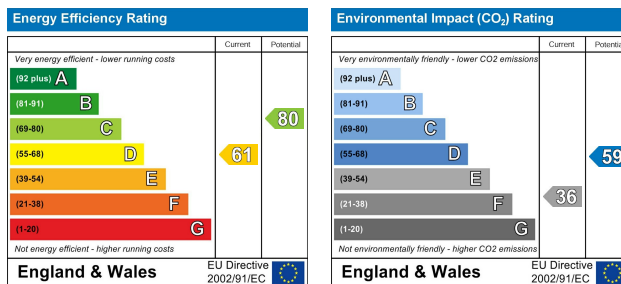 Energy Efficiency Rating
Current Potential
Very energy efficient - lower running costs
(92 plus) A
(81-91) B
(69-80) C
80
(55-68) D
61
(39-54) E
(21-38) F
(1-20) G
Not energy efficient - higher running costs
England & Wales
EU Directive
2002/91/EC
Environmental Impact (CO₂) Rating
Current Potentia
Very environmentally friendly - lower CO2 emissions
(92 plus) A
(81-91) B
(69-80) C
(55-68) D
59
(39-54) E
(21-38) F
36
(1-20) G
Not environmentally friendly - higher CO2 emissions
England & Wales
EU Directive
2002/91/EC